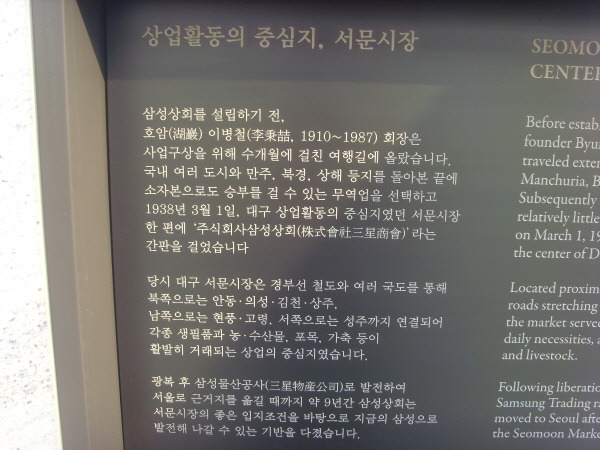 상업활동의 중심지, 서문시장
삼성상회를 설립하기 전,
호암(湖巖) 이병철(李秉喆, 1910~1987) 회장은
사업구상을 위해 수개월에 걸친 여행길에 올랐습니다.
국내 여러 도시와 만주, 북경, 상해 등지를 돌아본 끝에
소자본으로도 승부를 걸 수 있는 무역업을 선택하고
1938년 3월 1일, 대구 상업활동의 중심지였던 서문시장
한 편에 '주식회사삼성상회(株式會社三星商會)'라는
간판을 걸었습니다
당시 대구 서문시장은 경부선 철도와 여러 국도를 통해
북쪽으로는 안동·의성·김천·상주,
남쪽으로는 현풍·고령, 서쪽으로는 성주까지 연결되어
각종 생필품과 농·수산물, 포목, 가축 등이
활발히 거래되는 상업의 중심지였습니다.
광복 후 삼성물산공사(三星物産公司)로 발전하여
서울로 근거지를 옮길 때까지 약 9년간 삼성상회는
서문시장의 좋은 입지조건을 바탕으로 지금의 삼성으로
발전해 나갈 수 있는 기반을 다졌습니다.
SEOMO
CENTE
Before estab
founder Byu
traveled exter
Manchuria, B
Subsequently
relatively little
on March 1, 19
the center of D
Located proxim
roads stretching
the market serve
daily necessities, a
and livestock.
Following liberatio
Samsung Trading ra
moved to Seoul afte
the Seomoon Marke